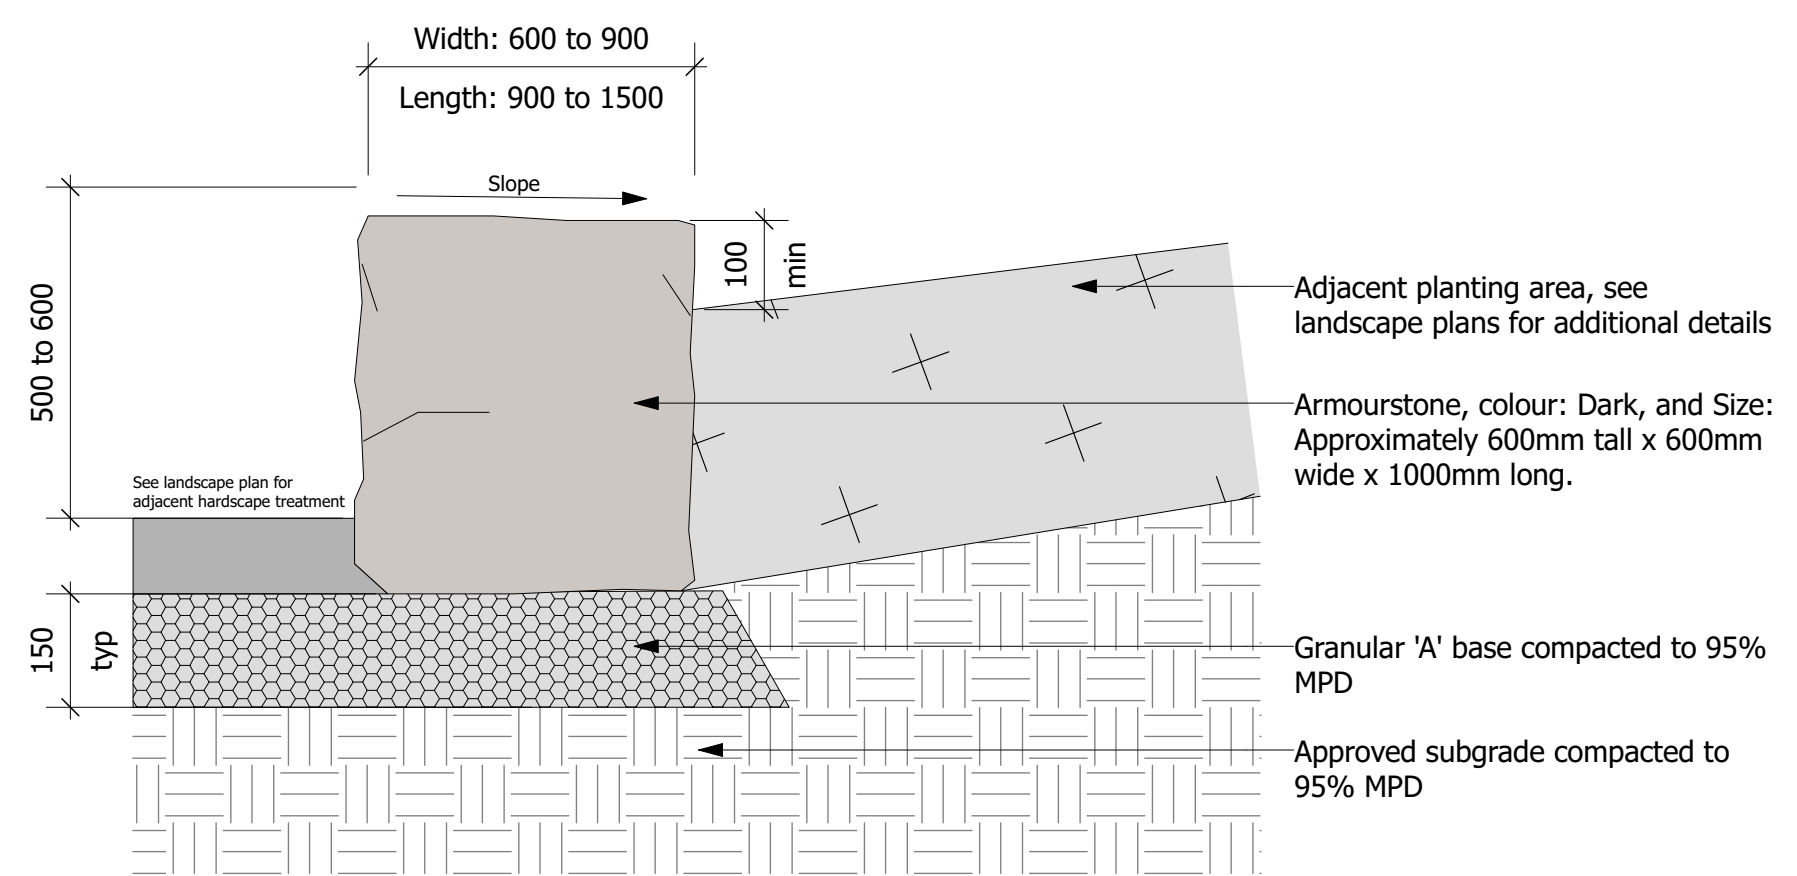 Width: 600 to 900
Length: 900 to 1500
Slope
500 to 600
100
min
See landscape plan for
adjacent hardscape treatment
150
typ
Adjacent planting area, see
landscape plans for additional details
Armourstone, colour: Dark, and Size:
Approximately 600mm tall x 600mm
wide x 1000mm long.
Granular 'A' base compacted to 95%
MPD
Approved subgrade compacted to
95% MPD